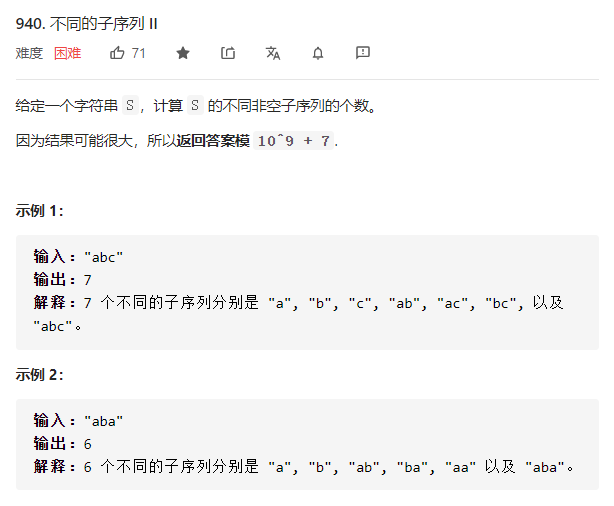 940. 不同的子序列 II
难度 困难 71
给定一个字符串 S，计算 S 的不同非空子序列的个数。
因为结果可能很大，所以返回答案模 10^9 + 7.
示例 1：
输入："abc"
输出：7
解释：7 个不同的子序列分别是 "a", "b", "c", "ab", "ac", "bc", 以及
"abc"。
示例 2：
输入："aba"
输出：6
解释：6 个不同的子序列分别是 "a", "b", "ab", "ba", "aa" 以及 "aba"。